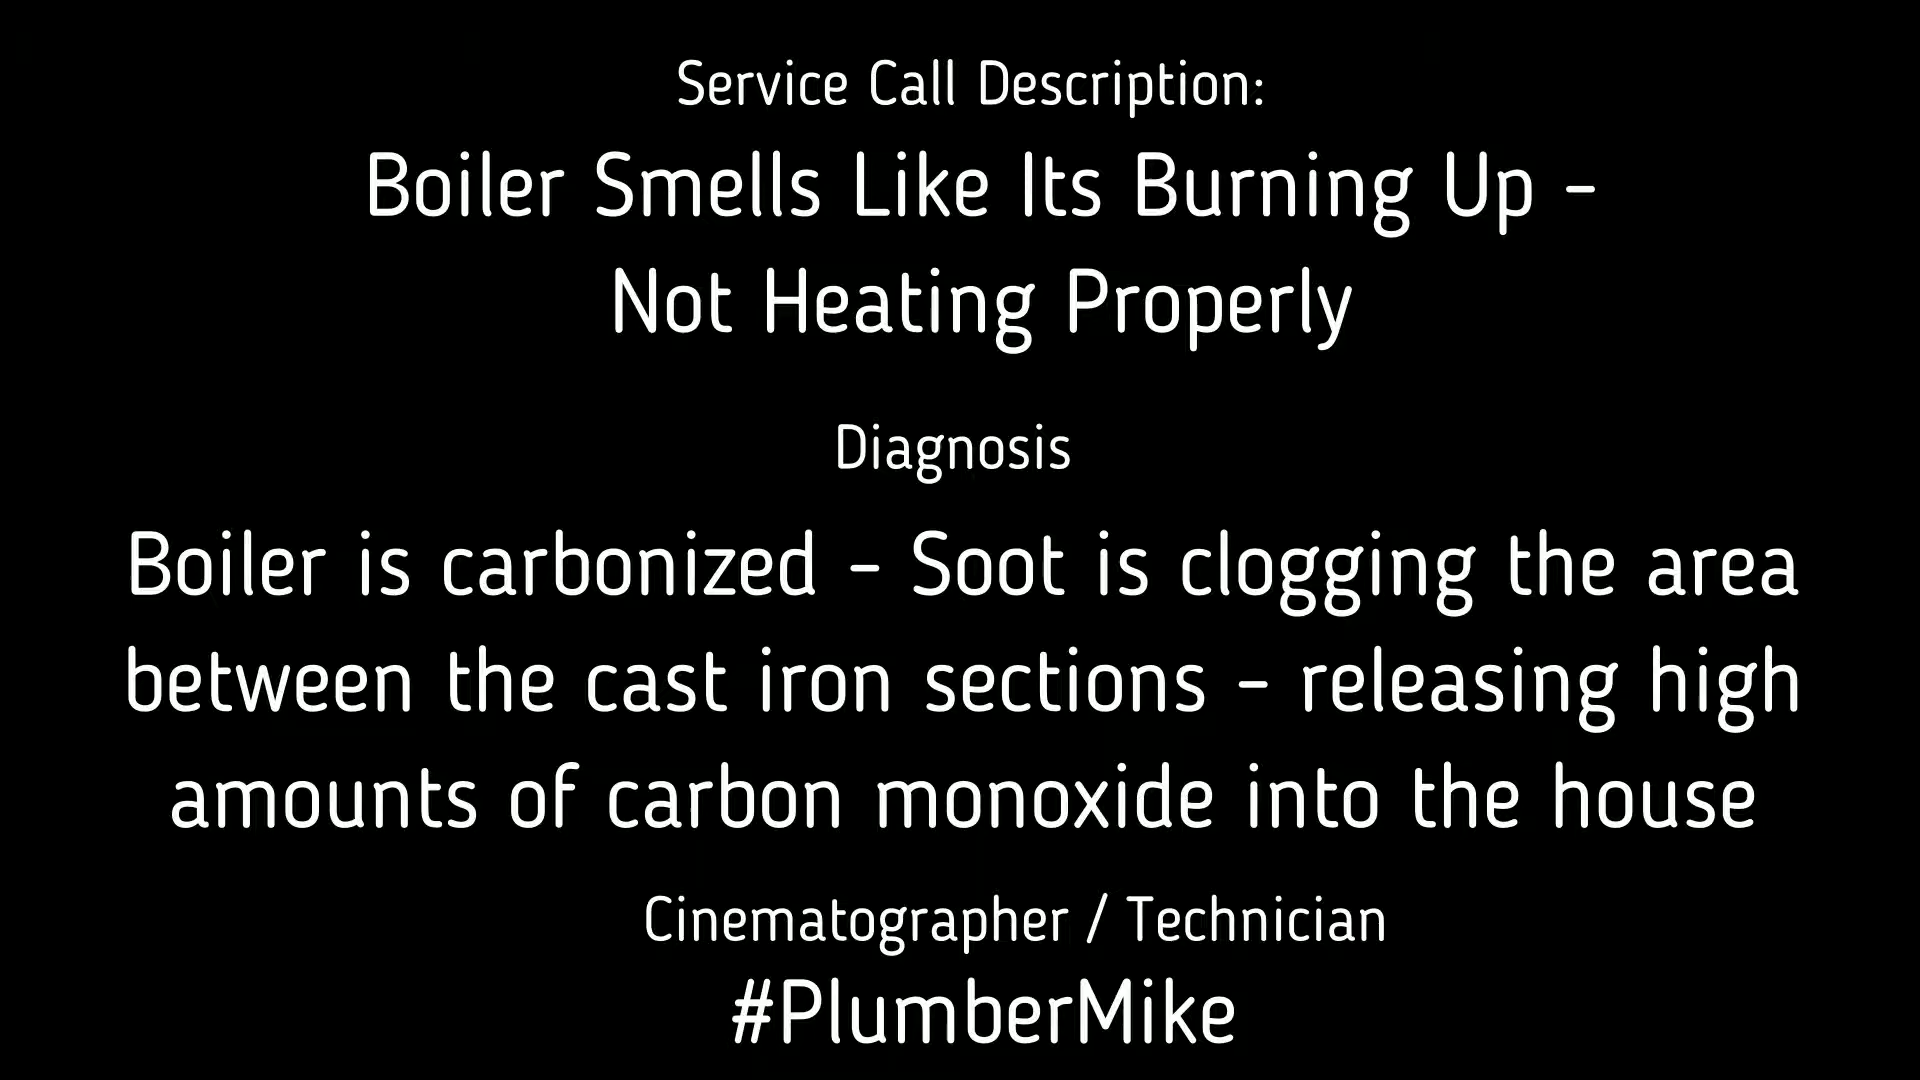 Service Call Description:
Boiler Smells Like Its Burning Up -
Not Heating Properly
Diagnosis
Boiler is carbonized - Soot is clogging the area
between the cast iron sections - releasing high
amounts of carbon monoxide into the house
Cinematographer / Technician
#PlumberMike